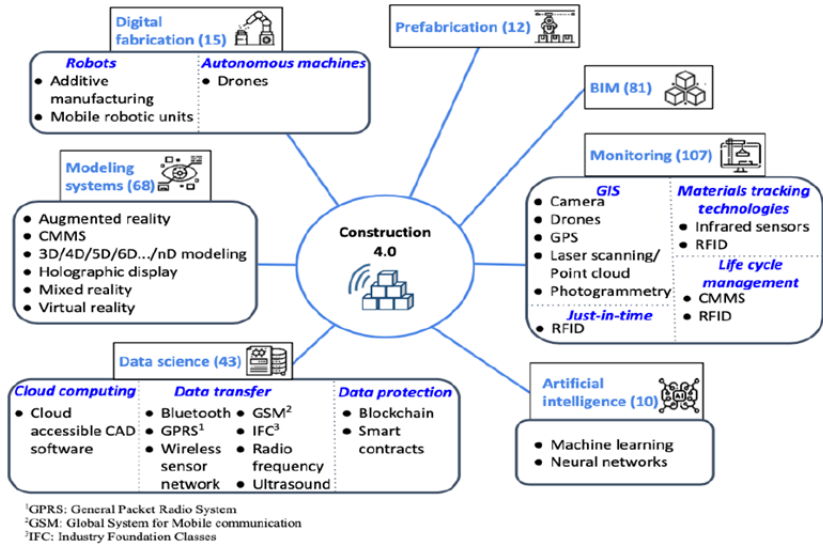 Digital
fabrication (15)
Robots
● Additive
manufacturing
● Mobile robotic units
Autonomous machines
● Drones
Prefabrication (12)
BIM (81)
Modeling
systems (68)
● Augmented reality
● CMMS
● 3D/4D/5D/6D.../nD modeling
● Holographic display
● Mixed reality
● Virtual reality
Construction
4.0
Monitoring (107)
GIS
● Camera
● Drones
● GPS
● Laser scanning/
Point cloud
● Photogrammetry
Just-in-time
● RFID
Materials tracking
technologies
● Infrared sensors
● RFID
Life cycle
management
● CMMS
● RFID
Data science (43)
Cloud computing
● Cloud
accessible CAD
software
Data transfer
● Bluetooth
● GPRS¹
● Wireless
sensor
network
● GSM²
● IFC³
● Radio
frequency
● Ultrasound
Data protection
● Blockchain
● Smart
contracts
Artificial
intelligence (10)
AI
● Machine learning
● Neural networks
¹GPRS: General Packet Radio System
²GSM: Global System for Mobile communication
³IFC: Industry Foundation Classes